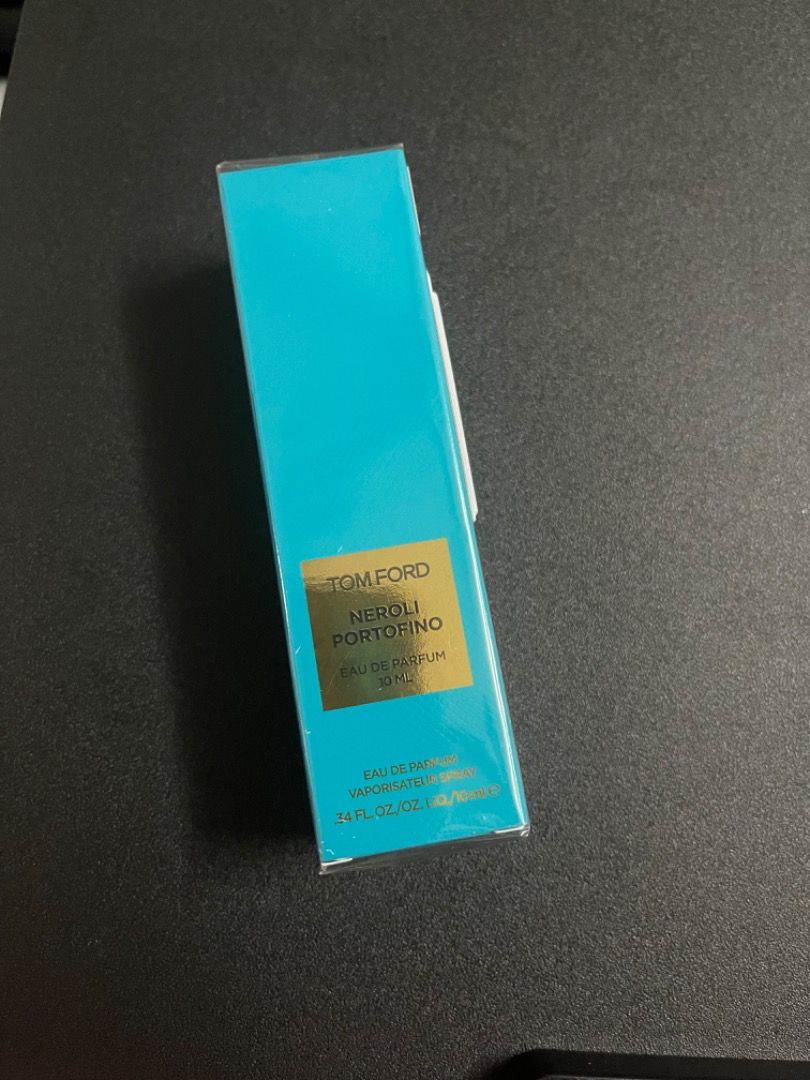 TOM FORD
NEROLI
PORTOFINO
EAU DE PARFUM
10 ML
EAU DE PARFUM
VAPORISATEUR SPRAY
.34 FL.OZ./OZ. LIQ./10 ml e